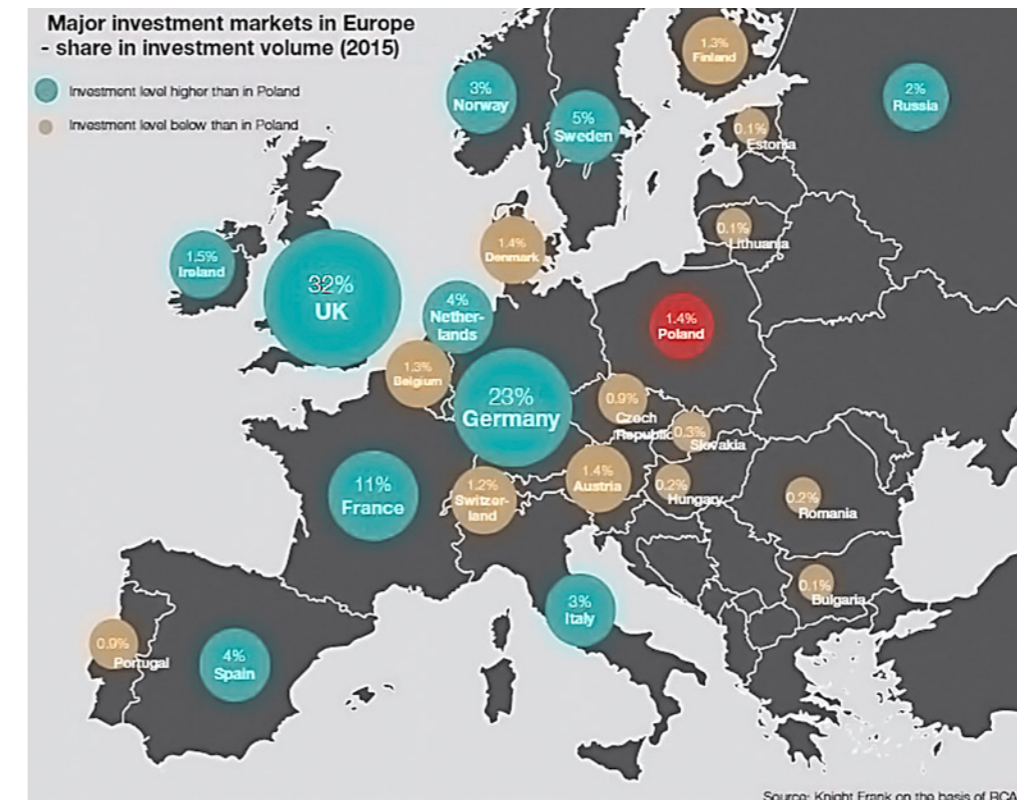 Major investment markets in Europe
- share in investment volume (2015)
Investment level higher than in Poland
Investment level below than in Poland
1.3%
Finland
3%
Norway
2%
Russia
5%
Sweden
0.1%
Estonia
0.1%
Lithuania
1.5%
Ireland
1.4%
Denmark
32%
UK
4%
Nether-
lands
1.4%
Poland
1.3%
Belgium
23%
Germany
0.9%
Czech
Republic
0.3%
Slovakia
11%
France
1.2%
Switzer-
land
1.4%
Austria
0.2%
Hungary
0.2%
Romania
0.1%
Bulgaria
3%
Italy
0.9%
Portugal
4%
Spain
Source: Knight Frank on the basis of RCA